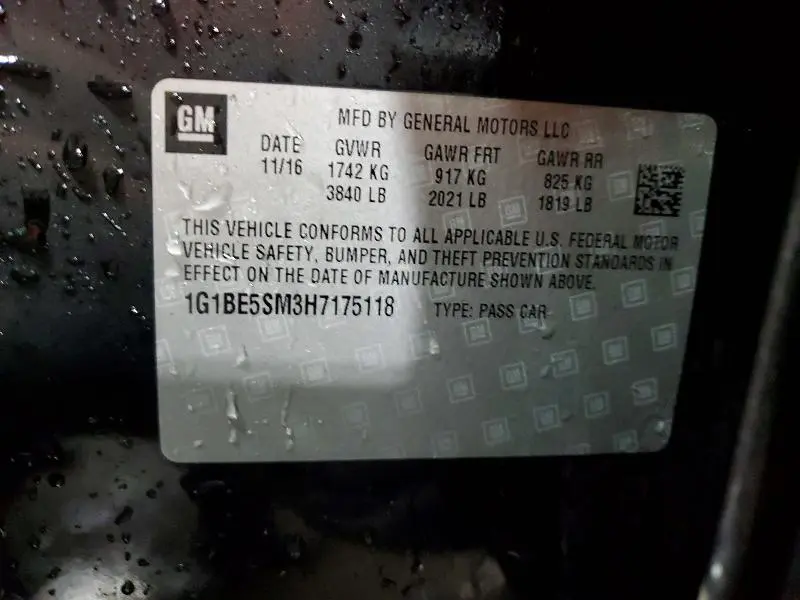 GM
MFD BY GENERAL MOTORS LLC
DATE GVWR GAWR FRT GAWR RR
11/16 1742 KG 917 KG 825 KG
3840 LB 2021 LB 1819 LB
THIS VEHICLE CONFORMS TO ALL APPLICABLE U.S. FEDERAL MOTOR
VEHICLE SAFETY, BUMPER, AND THEFT PREVENTION STANDARDS IN
EFFECT ON THE DATE OF MANUFACTURE SHOWN ABOVE.
1G1BE5SM3H7175118 TYPE: PASS CAR